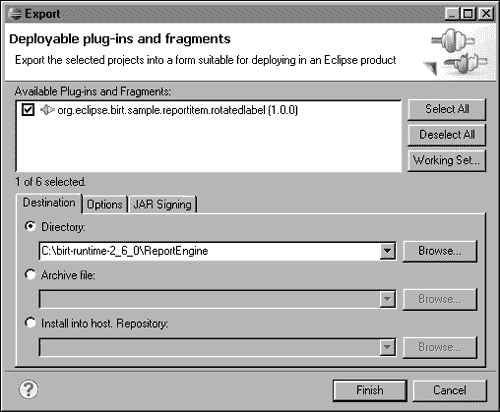 Export
Deployable plug-ins and fragments
Export the selected projects into a form suitable for deploying in an Eclipse product
Available Plug-ins and Fragments:
org.eclipse.birt.sample.reportitem.rotatedlabel (1.0.0)
Select All
Deselect All
Working Set...
1 of 6 selected.
Destination Options JAR Signing
Directory:
C:\birt-runtime-2_6_0\ReportEngine Browse...
Archive file:
Browse...
Install into host. Repository:
Browse...
? Finish Cancel